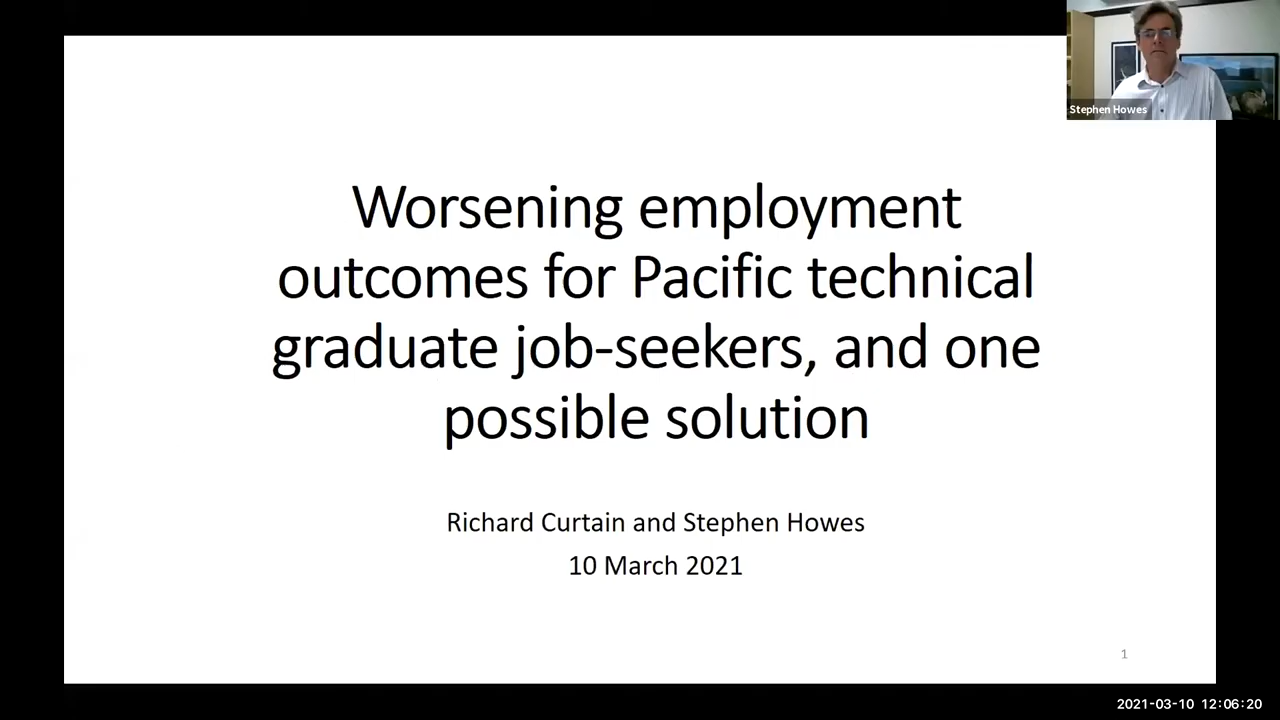 Stephen Howes
Worsening employment
outcomes for Pacific technical
graduate job-seekers, and one
possible solution
Richard Curtain and Stephen Howes
10 March 2021
1
2021-03-10 12:06:20